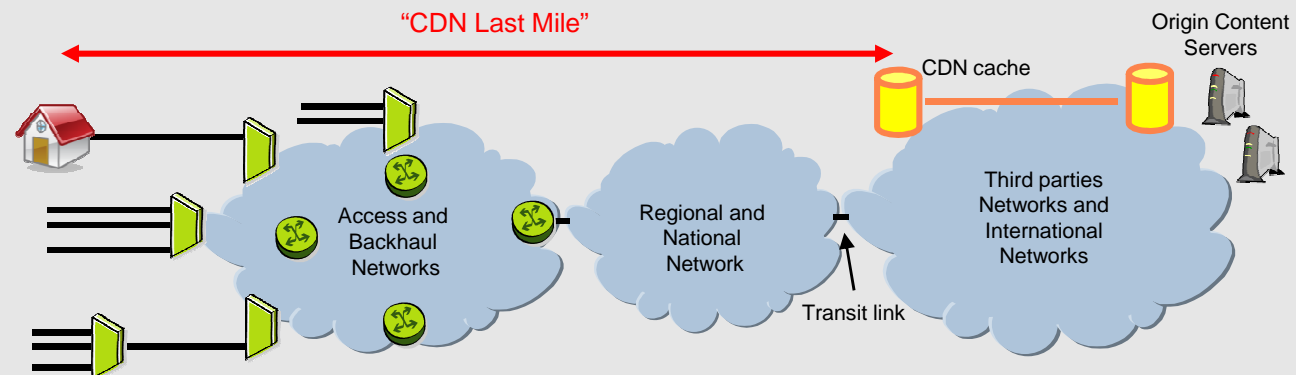 “CDN Last Mile”
Origin Content
Servers
CDN cache
Access and
Backhaul
Networks
Regional and
National
Network
Third parties
Networks and
International
Networks
Transit link